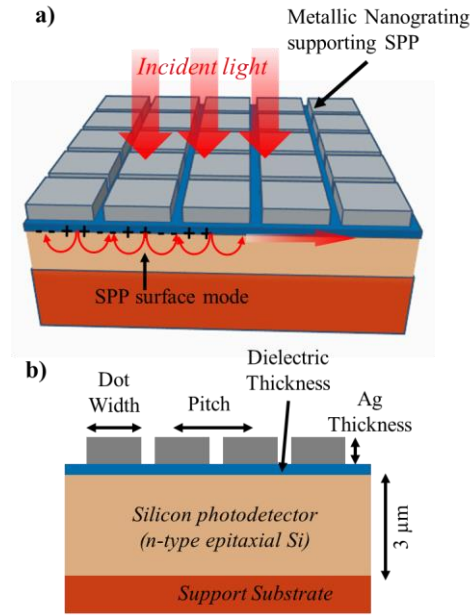 a)
Metallic Nanograting
supporting SPP
Incident light
- - - + + - - - + + - - - + + - - -
SPP surface mode
b)
Dielectric
Thickness
Dot
Width
Pitch
Ag
Thickness
Silicon photodetector
(n-type epitaxial Si)
3 μm
Support Substrate